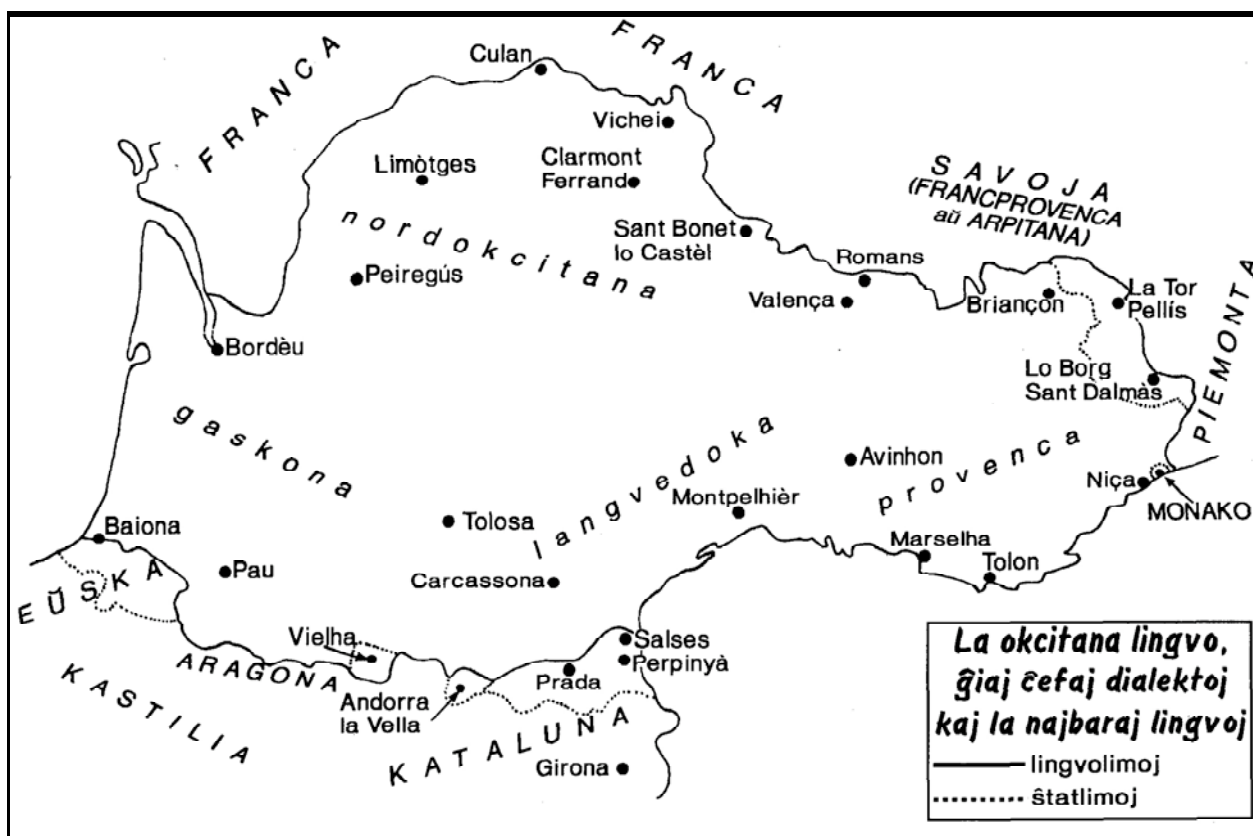 FRANCA
FRANCA
Culan
Vichei
Limòtges
Clarmont
Ferrand
SAVOJA
(FRANCPROVENCA
aŭ ARPITANA)
nordokcitana
Sant Bonet
lo Castèl
Romans
Peiregús
Valença
Briançon
La Tor
Pellís
PIEMONTA
Bordèu
Lo Borg
Sant Dalmàs
gaskona
langvedoka
provenca
Avinhon
Niça
MONAKO
Montpelhièr
Baiona
Tolosa
Marselha
Tolon
Pau
Carcassona
EŬSKA
Vielha
ARAGONA
Salses
Perpinyà
Prada
Andorra
la Vella
KASTILIA
KATALUNA
Girona
La okcitana lingvo,
ĝiaj ĉefaj dialektoj
kaj la najbaraj lingvoj
lingvolimoj
ŝtatlimoj